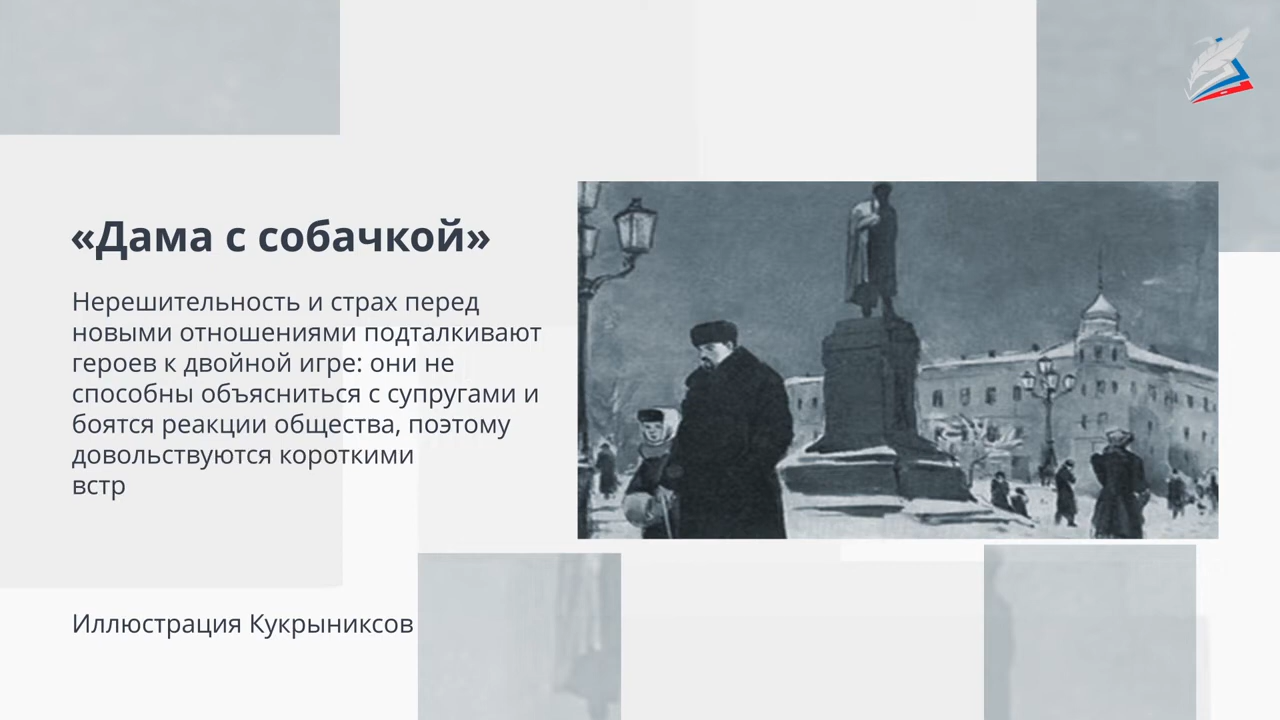 «Дама с собачкой»
Нерешительность и страх перед
новыми отношениями подталкивают
героев к двойной игре: они не
способны объясниться с супругами и
боятся реакции общества, поэтому
довольствуются короткими
встр
Иллюстрация Кукрыниксов